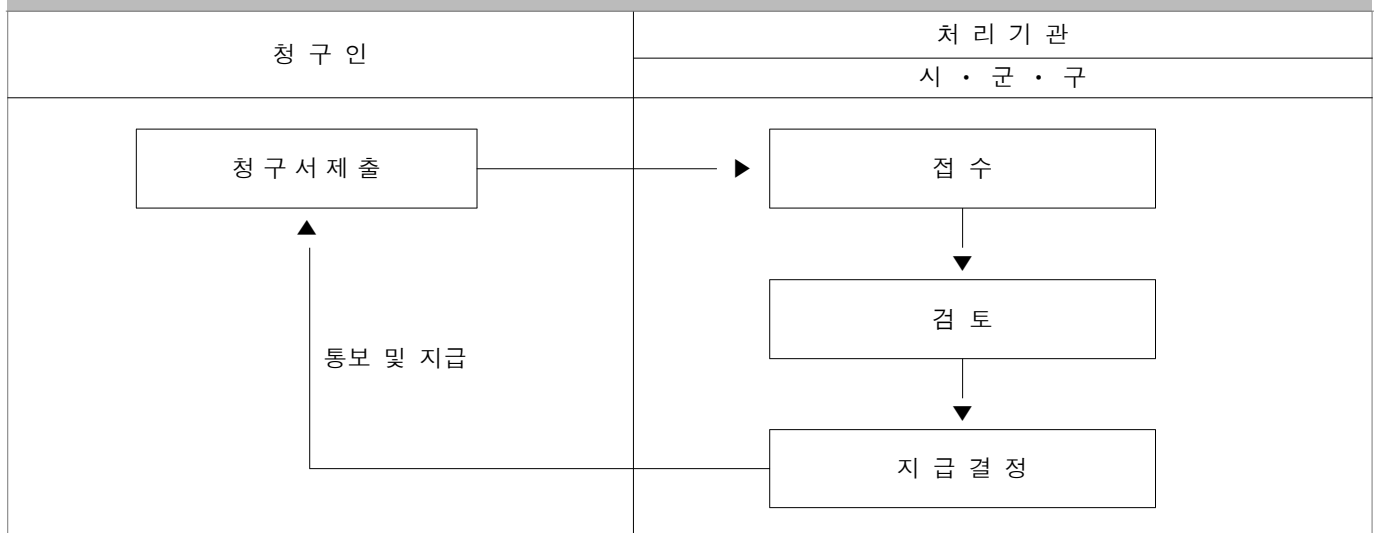 청 구 인
처 리 기 관
시 · 군 · 구
청 구 서 제 출
접 수
검 토
통보 및 지급
지 급 결 정